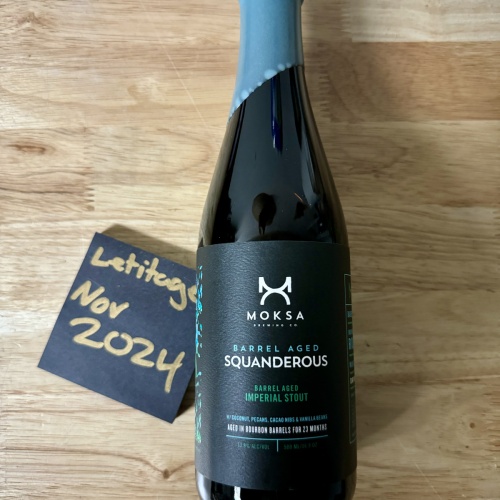 Letitage
Nov
2024
MOKSA
BREWING CO
BARREL AGED
SQUANDEROUS
BARREL AGED
IMPERIAL STOUT
W/ COCONUT, PECANS, CACAO NIBS & VANILLA BEANS
AGED IN BOURBON BARRELS FOR 23 MONTHS